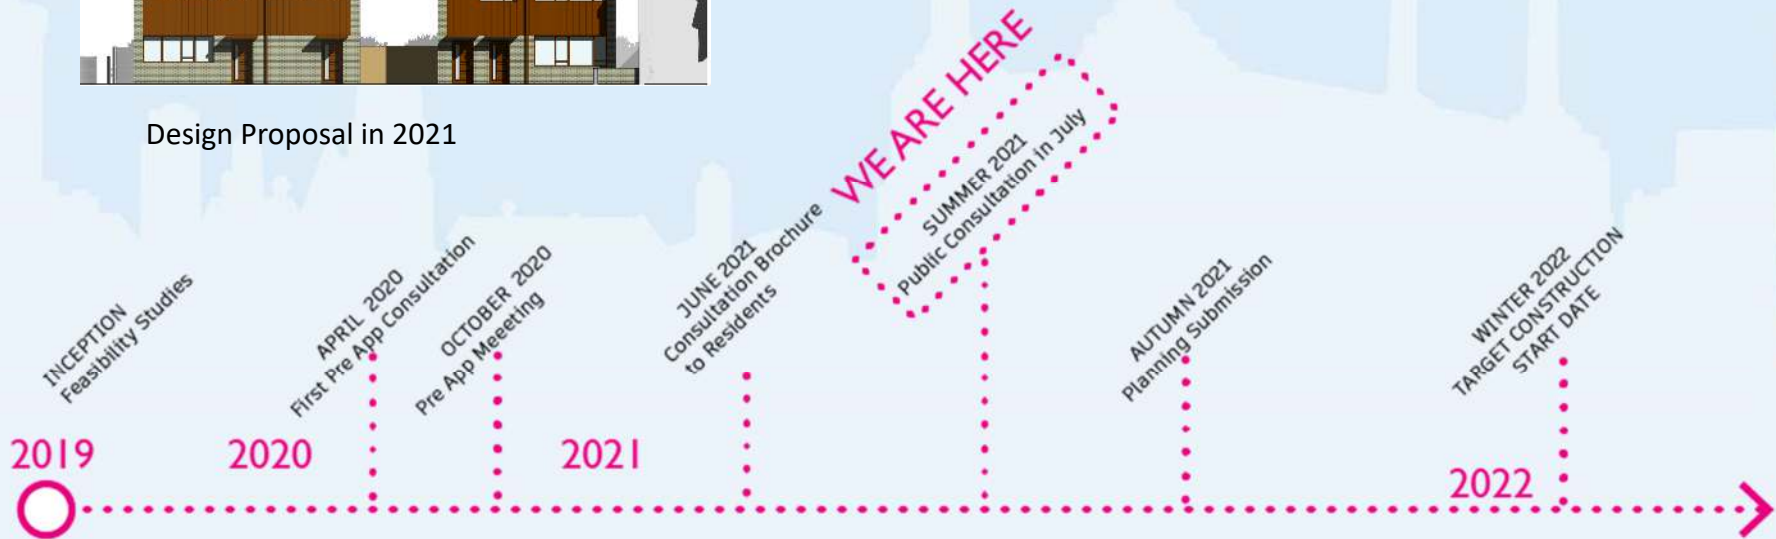 Design Proposal in 2021
WE ARE HERE
INCEPTION
Feasibility Studies
APRIL 2020
First Pre App Consultation
OCTOBER 2020
Pre App Meeeting
JUNE 2021
Consultation Brochure
to Residents
SUMMER 2021
Public Consultation in July
AUTUMN 2021
Planning Submission
WINTER 2022
TARGET CONSTRUCTION
START DATE
2019
2020
2021
2022